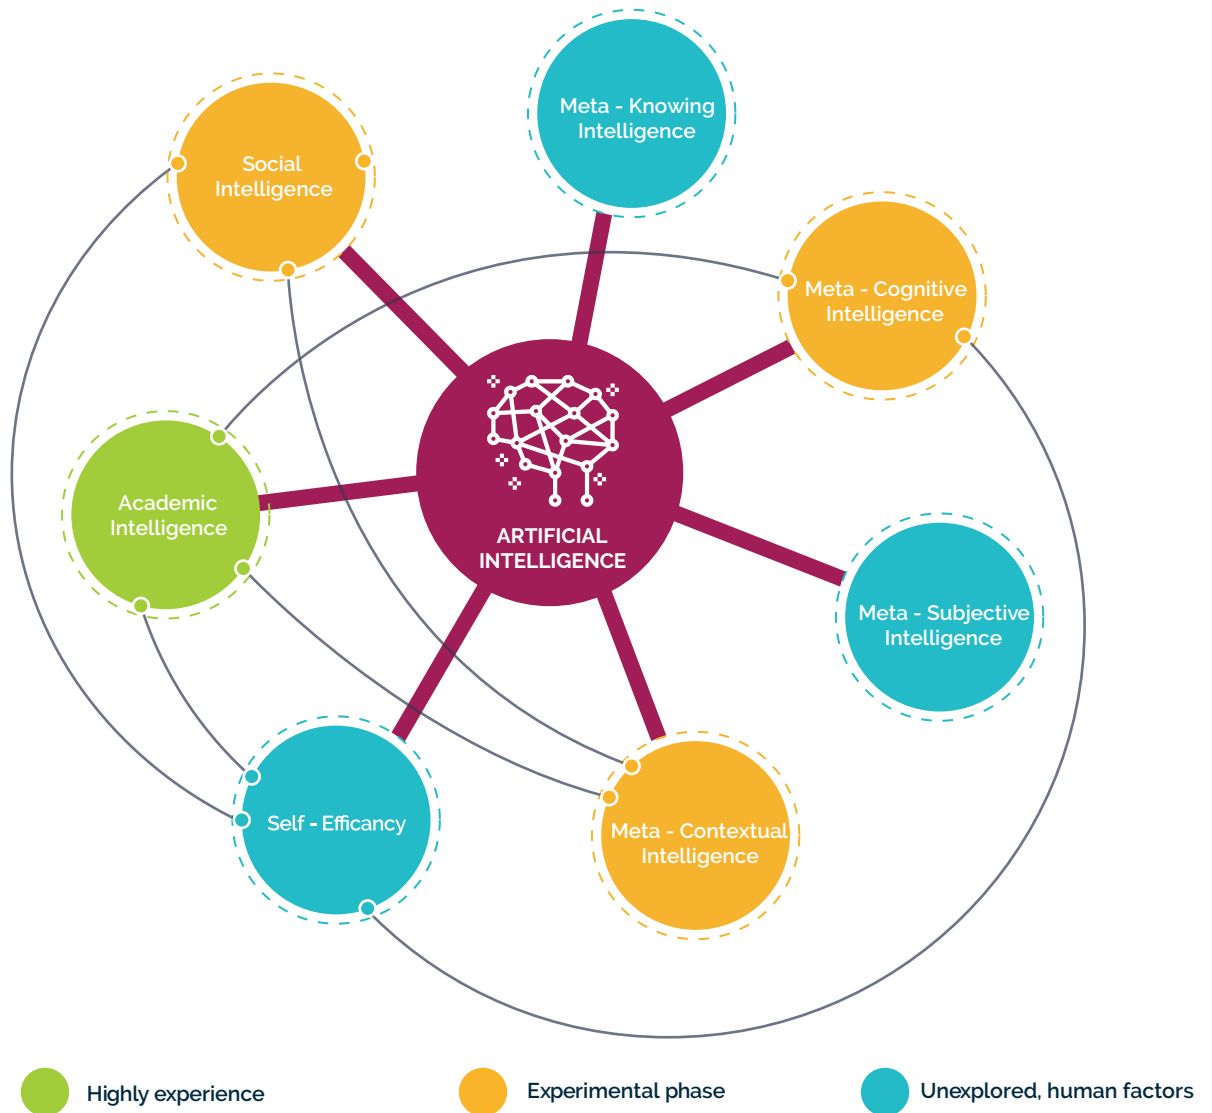 Meta - Knowing
Intelligence
Social
Intelligence
Meta - Cognitive
Intelligence
Academic
Intelligence
ARTIFICIAL
INTELLIGENCE
Meta - Subjective
Intelligence
Self - Efficancy
Meta - Contextual
Intelligence
Highly experience
Experimental phase
Unexplored, human factors